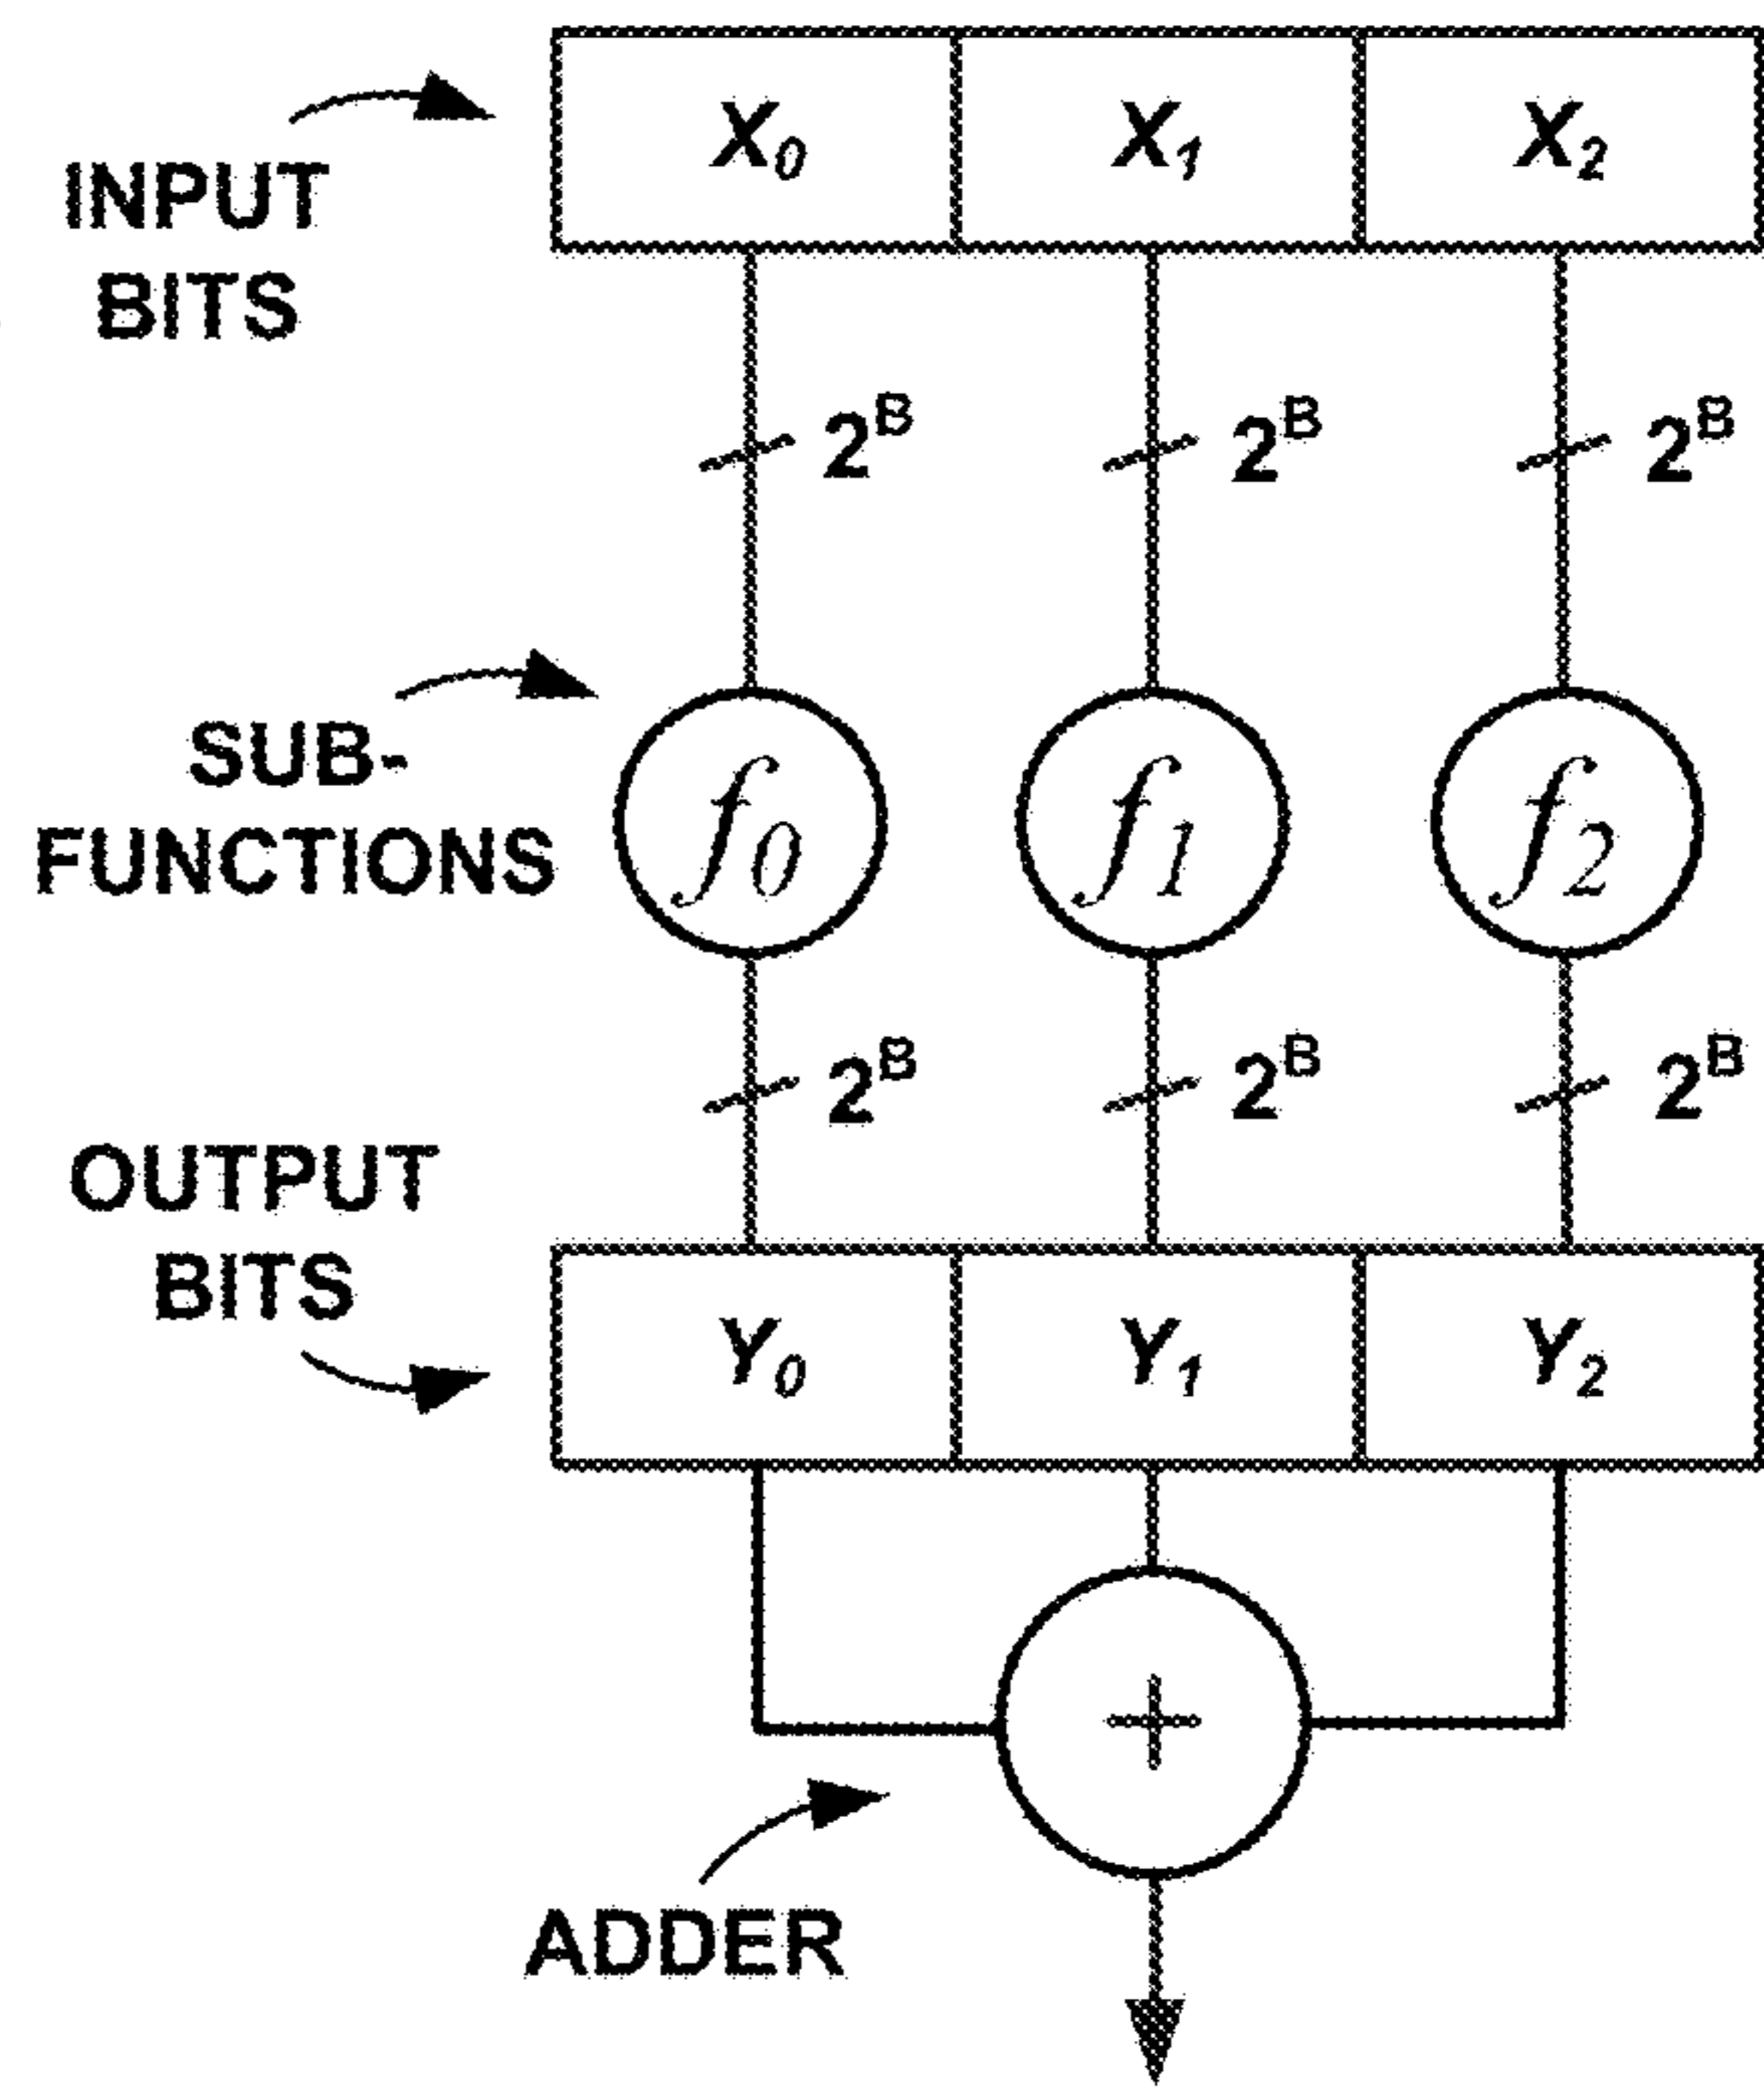 INPUT
BITS
X₀ X₁ X₂
2ᴮ 2ᴮ 2ᴮ
SUB-
FUNCTIONS
f₀ f₁ f₂
2ᴮ 2ᴮ 2ᴮ
OUTPUT
BITS
Y₀ Y₁ Y₂
+
ADDER